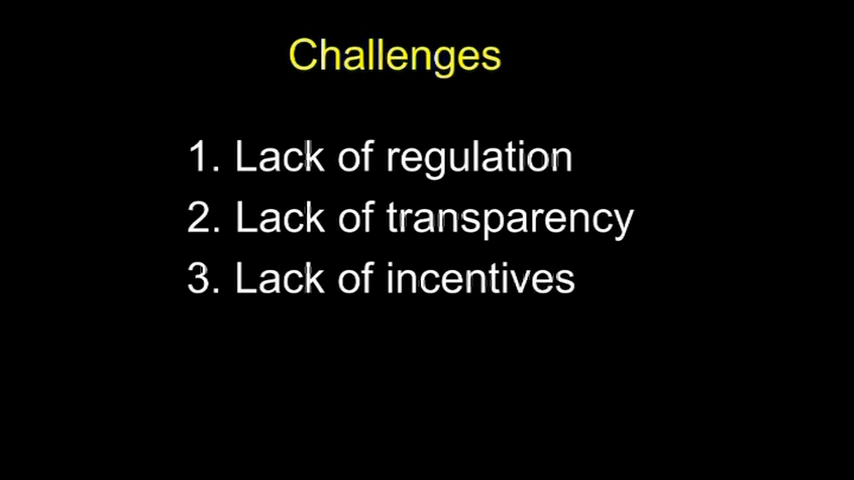 Challenges
1. Lack of regulation
2. Lack of transparency
3. Lack of incentives